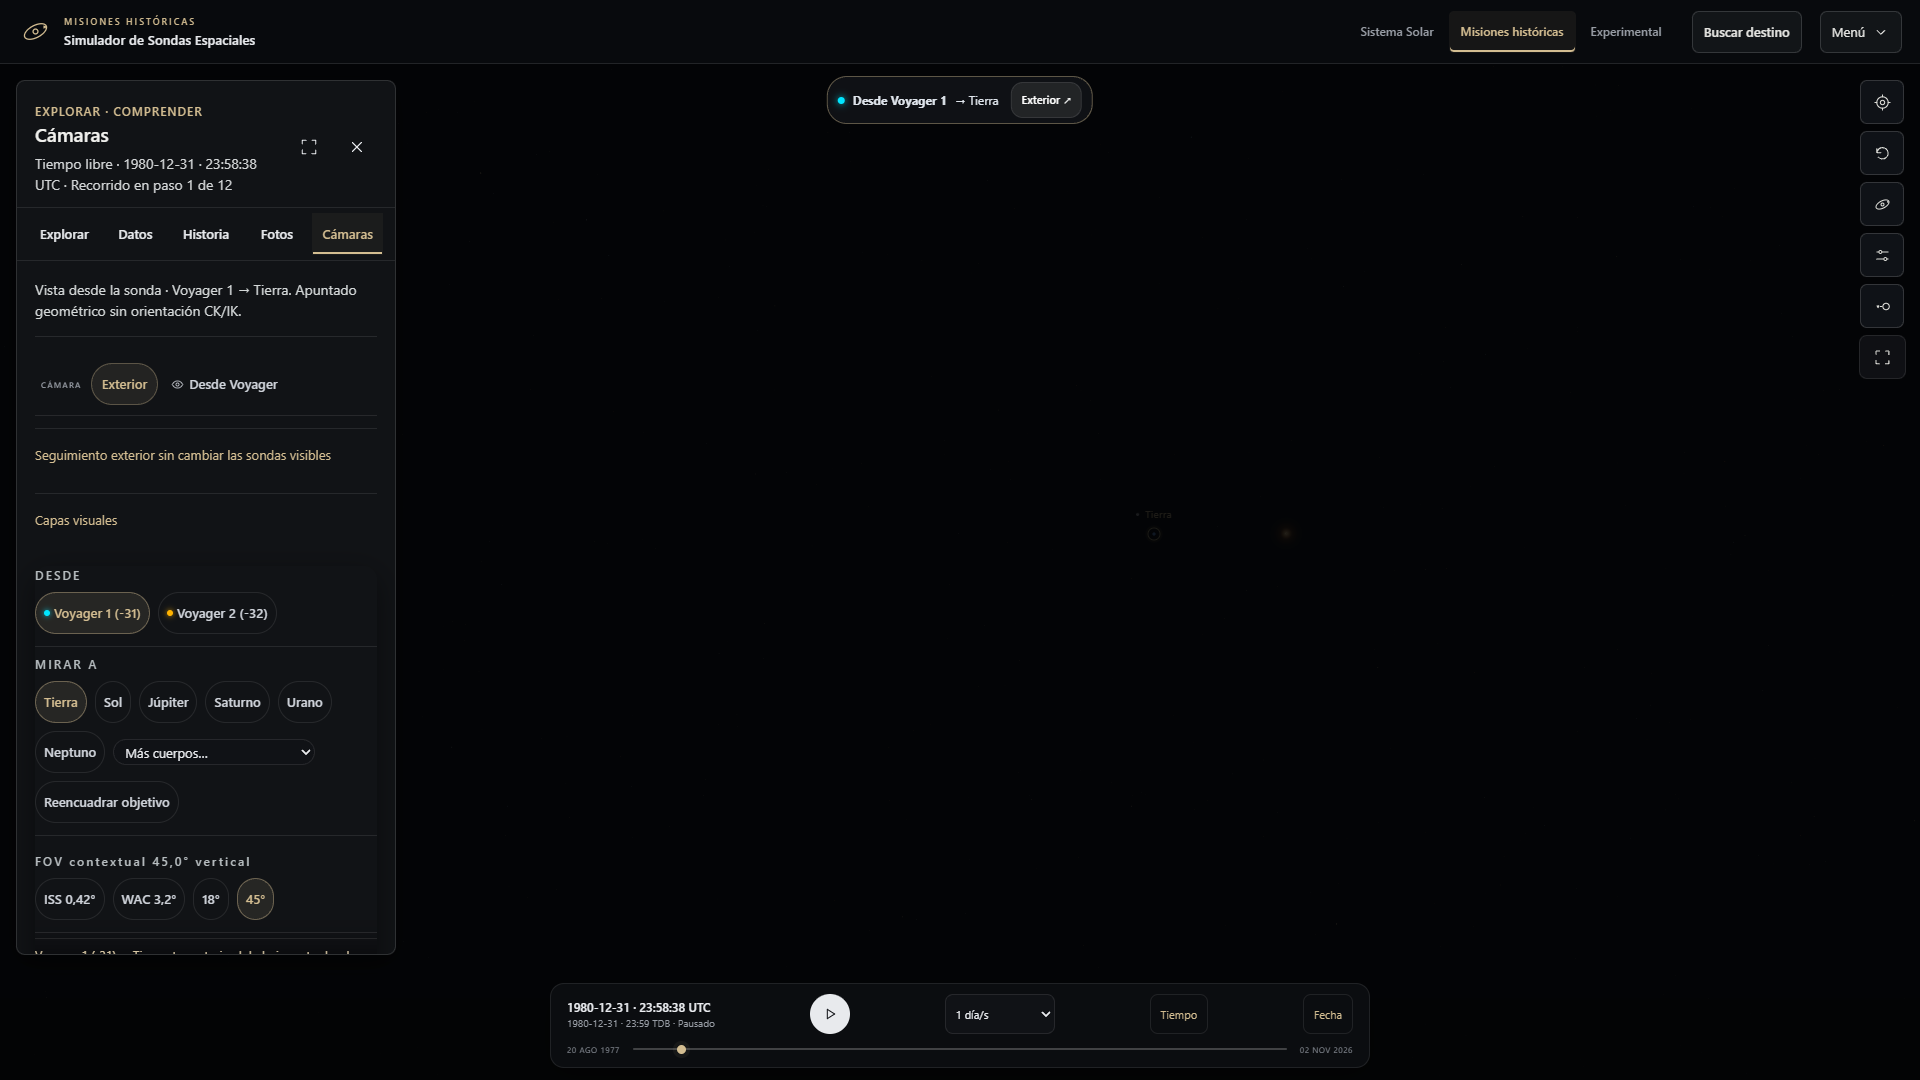 MISIONES HISTÓRICAS
Simulador de Sondas Espaciales
Sistema Solar
Misiones históricas
Experimental
Buscar destino
Menú
EXPLORAR · COMPRENDER
Cámaras
Tiempo libre · 1980-12-31 · 23:58:38
UTC · Recorrido en paso 1 de 12
Explorar
Datos
Historia
Fotos
Cámaras
Vista desde la sonda · Voyager 1 → Tierra. Apuntado
geométrico sin orientación CK/IK.
CÁMARA
Exterior
Desde Voyager
Seguimiento exterior sin cambiar las sondas visibles
Capas visuales
DESDE
Voyager 1 (-31)
Voyager 2 (-32)
MIRAR A
Tierra
Sol
Júpiter
Saturno
Urano
Neptuno
Más cuerpos...
Reencuadrar objetivo
FOV contextual 45,0° vertical
ISS 0,42°
WAC 3,2°
18°
45°
Desde Voyager 1 → Tierra
Exterior ↗
Tierra
1980-12-31 · 23:58:38 UTC
1980-12-31 · 23:59 TDB · Pausado
1 día/s
Tiempo
Fecha
20 AGO 1977
02 NOV 2026